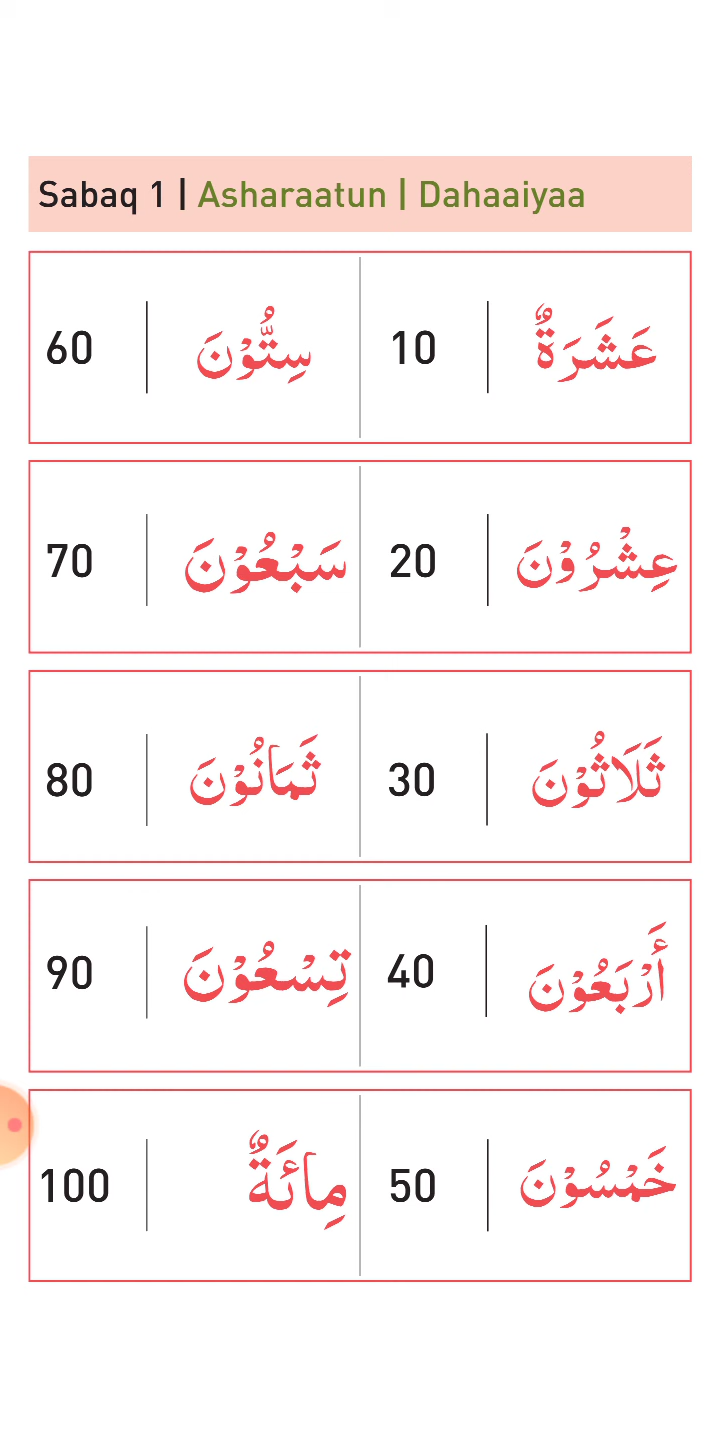 Sabaq 1 | Asharaatun | Dahaaiyaa
60 | سِتُّوْنَ 10 | عَشَرَةٌ
70 | سَبْعُوْنَ 20 | عِشْرُوْنَ
80 | ثَمَانُوْنَ 30 | ثَلَاثُوْنَ
90 | تِسْعُوْنَ 40 | أَرْبَعُوْنَ
100 | مِائَةٌ 50 | خَمْسُوْنَ